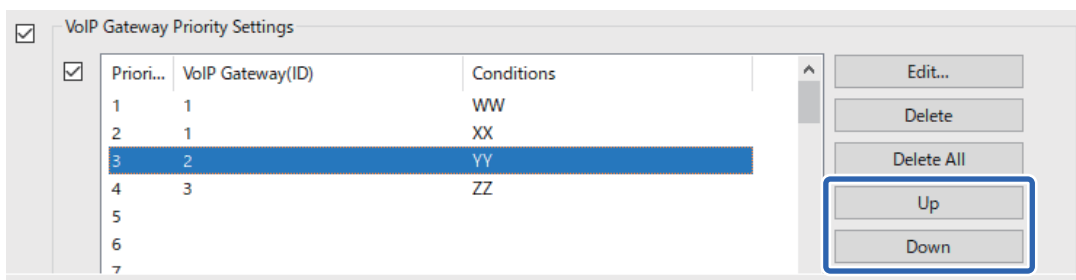 VoIP Gateway Priority Settings
Priori... VoIP Gateway(ID) Conditions
1 1 WW
2 1 XX
3 2 YY
4 3 ZZ
5
6
7
Edit...
Delete
Delete All
Up
Down